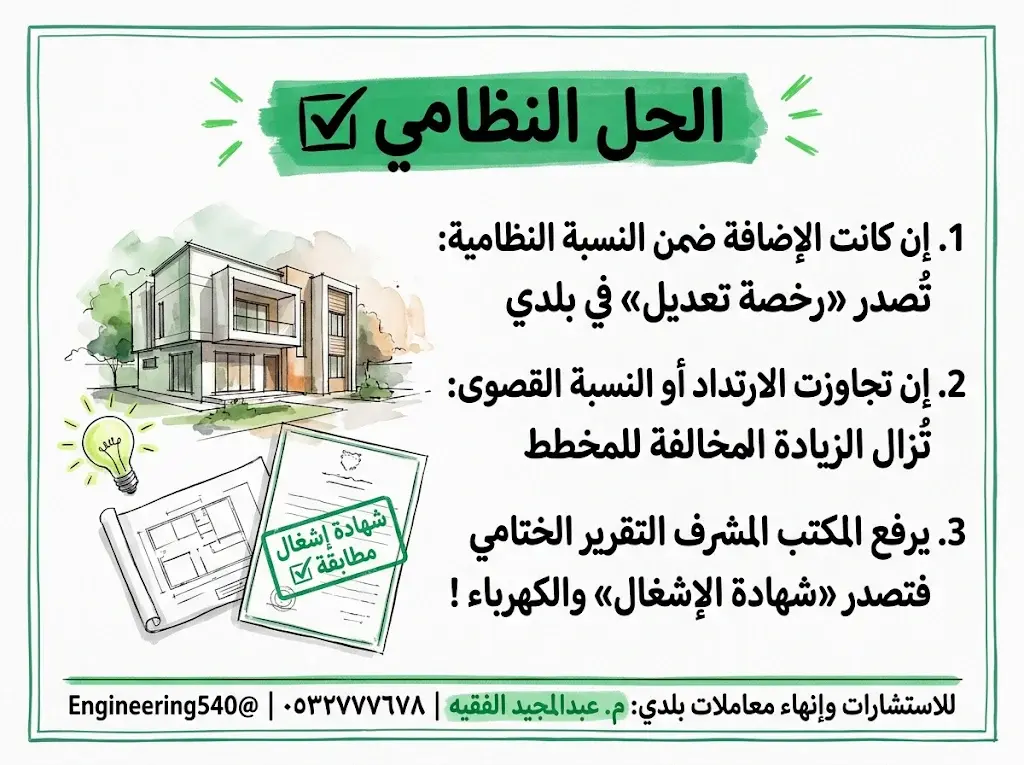 الحل النظامي ☑
1. إن كانت الإضافة ضمن النسبة النظامية:
تُصدر «رخصة تعديل» في بلدي
2. إن تجاوزت الارتداد أو النسبة القصوى:
تُزال الزيادة المخالفة للمخطط
3. يرفع المكتب المشرف التقرير الختامي
فتصدر «شهادة الإشغال» والكهرباء !
شهادة إشغال
مطابقة ☑
للاستشارات وإنهاء معاملات بلدي: م. عبدالمجيد الفقيه | ٠٥٣٢٧٧٧٦٧٨ | @Engineering540